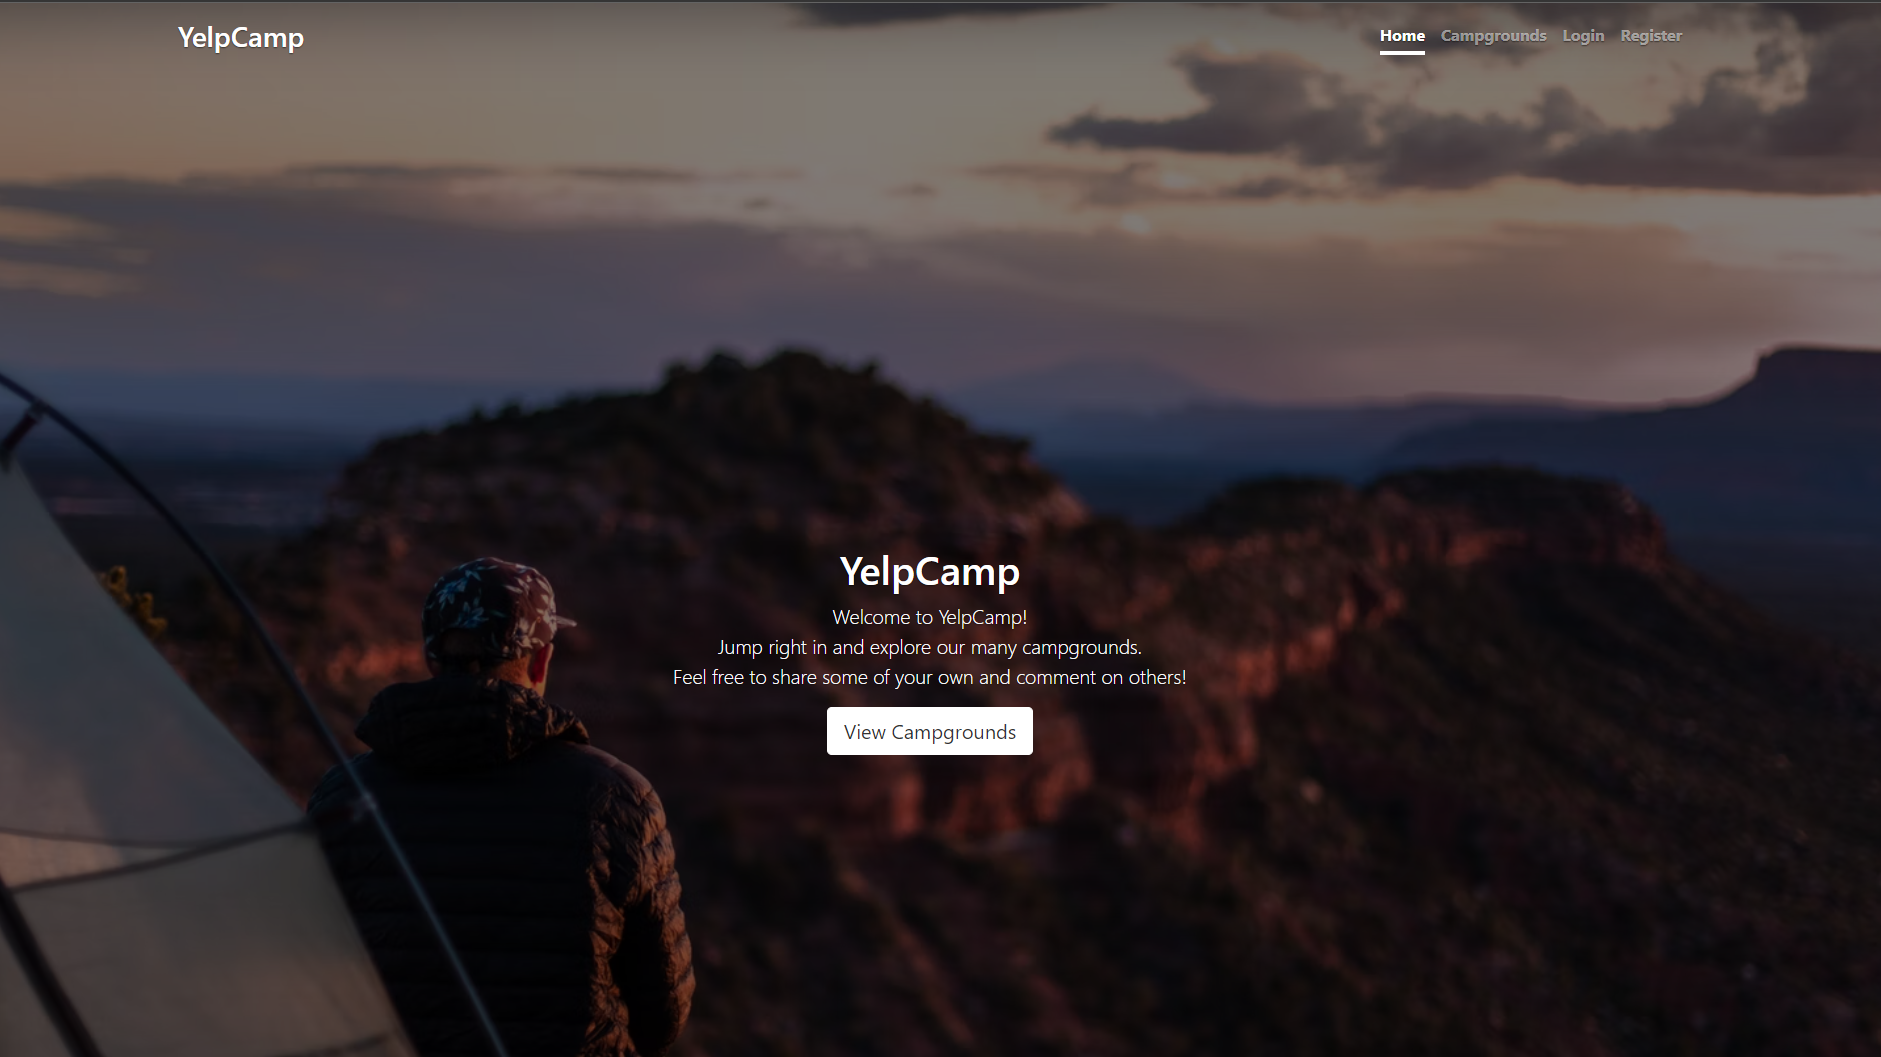 YelpCamp
Home Campgrounds Login Register
YelpCamp
Welcome to YelpCamp!
Jump right in and explore our many campgrounds.
Feel free to share some of your own and comment on others!
View Campgrounds